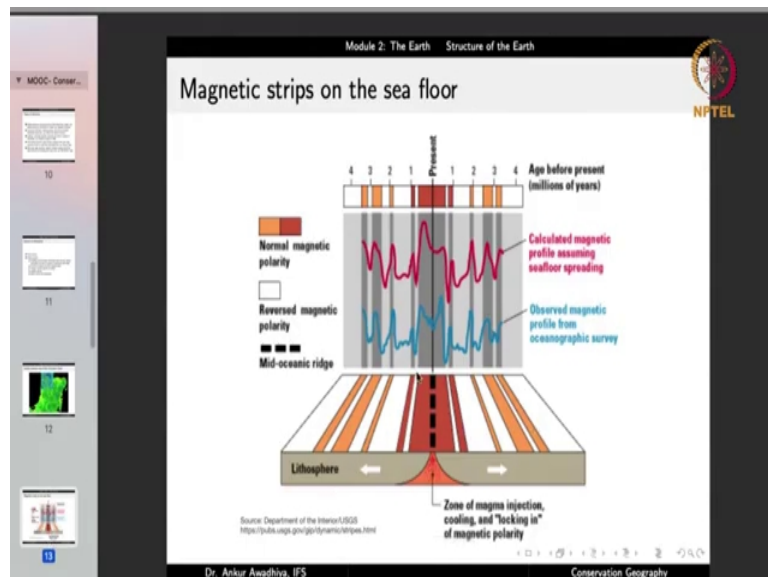 Module 2: The Earth Structure of the Earth
NPTEL
MOOC- Conser...
10
11
12
13
Magnetic strips on the sea floor
Present
4 3 2 1 1 2 3 4
Age before present
(millions of years)
Normal magnetic
polarity
Reversed magnetic
polarity
Mid-oceanic ridge
Calculated magnetic
profile assuming
seafloor spreading
Observed magnetic
profile from
oceanographic survey
Lithosphere
Zone of magma injection,
cooling, and "locking in"
of magnetic polarity
Source: Department of the Interior/USGS
https://pubs.usgs.gov/gip/dynamic/stripes.html
Dr. Ankur Awadhiya, IFS
Conservation Geography